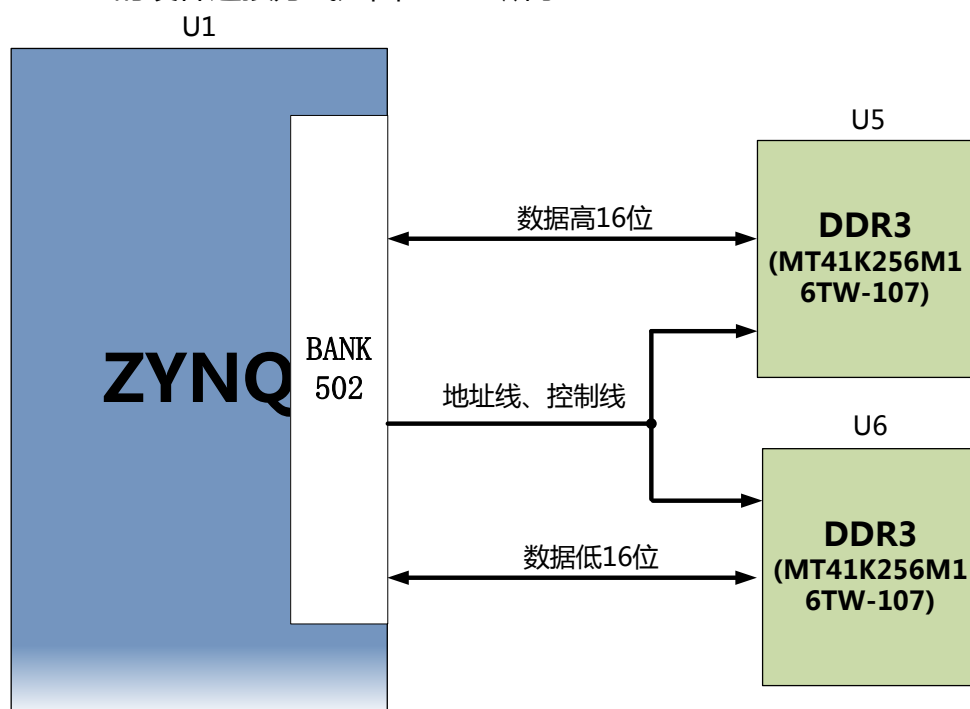 U1
U5
数据高16位
DDR3
(MT41K256M1
6TW-107)
ZYNQ
BANK
502
地址线、控制线
U6
数据低16位
DDR3
(MT41K256M1
6TW-107)